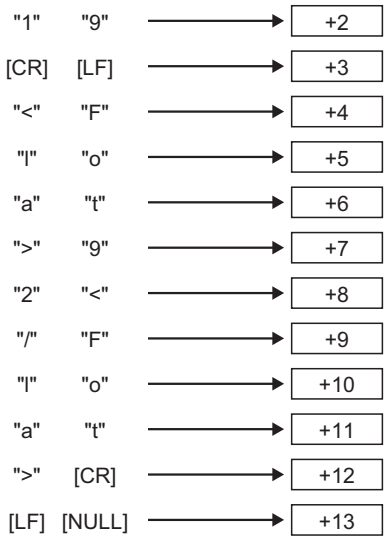 "1" "9" +2
[CR] [LF] +3
"<" "F" +4
"l" "o" +5
"a" "t" +6
">" "9" +7
"2" "<" +8
"/" "F" +9
"l" "o" +10
"a" "t" +11
">" [CR] +12
[LF] [NULL] +13